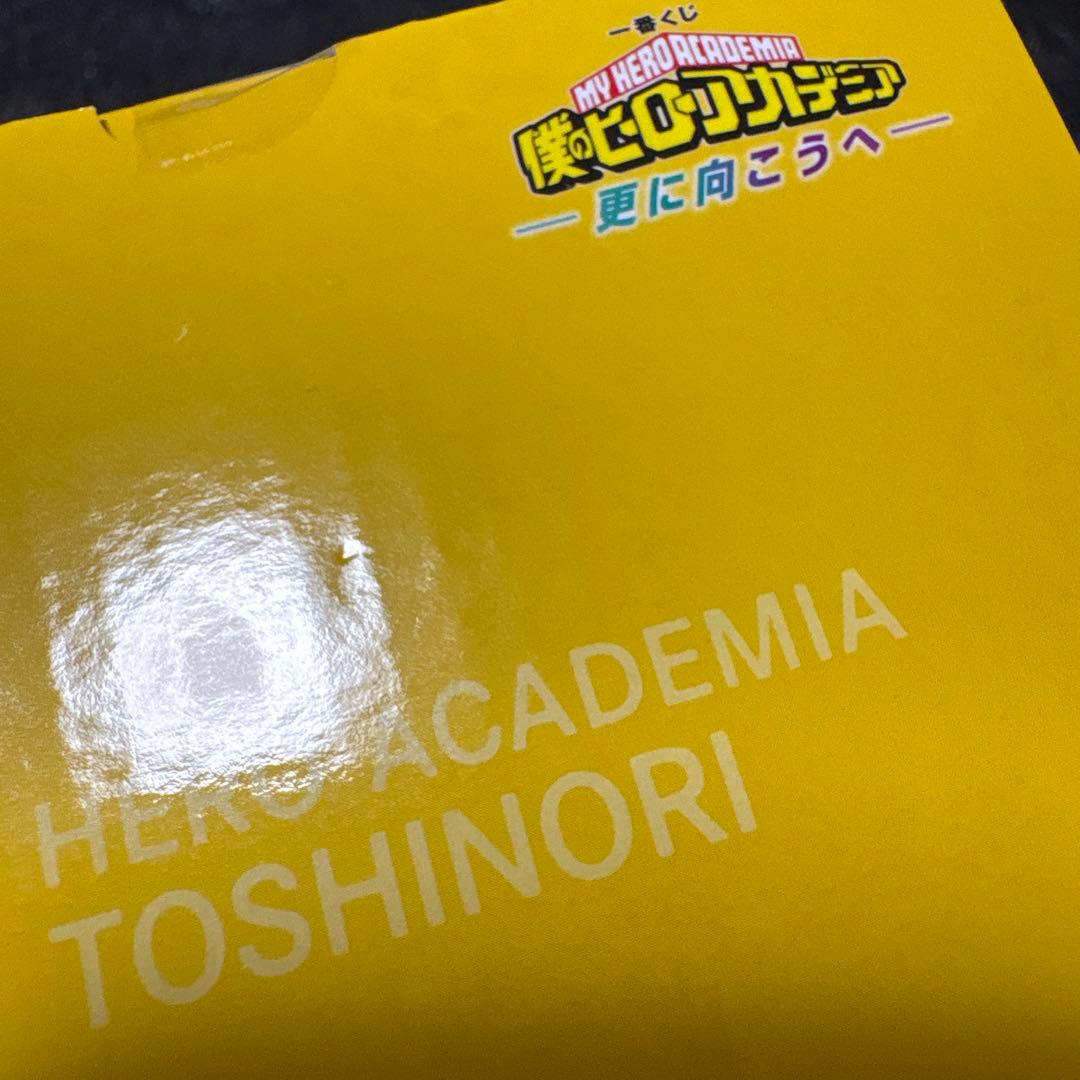 一番くじ
MY HERO ACADEMIA
僕のヒーローアカデミア
更に向こうへ
HERO ACADEMIA
TOSHINORI